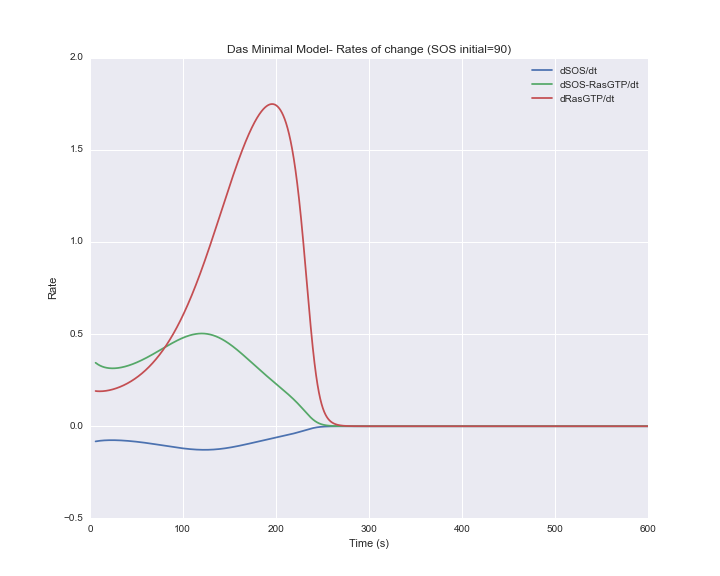 Das Minimal Model- Rates of change (SOS initial=90)
2.0
1.5
1.0
0.5
0.0
−0.5
Rate
dSOS/dt
dSOS-RasGTP/dt
dRasGTP/dt
0 100 200 300 400 500 600
Time (s)